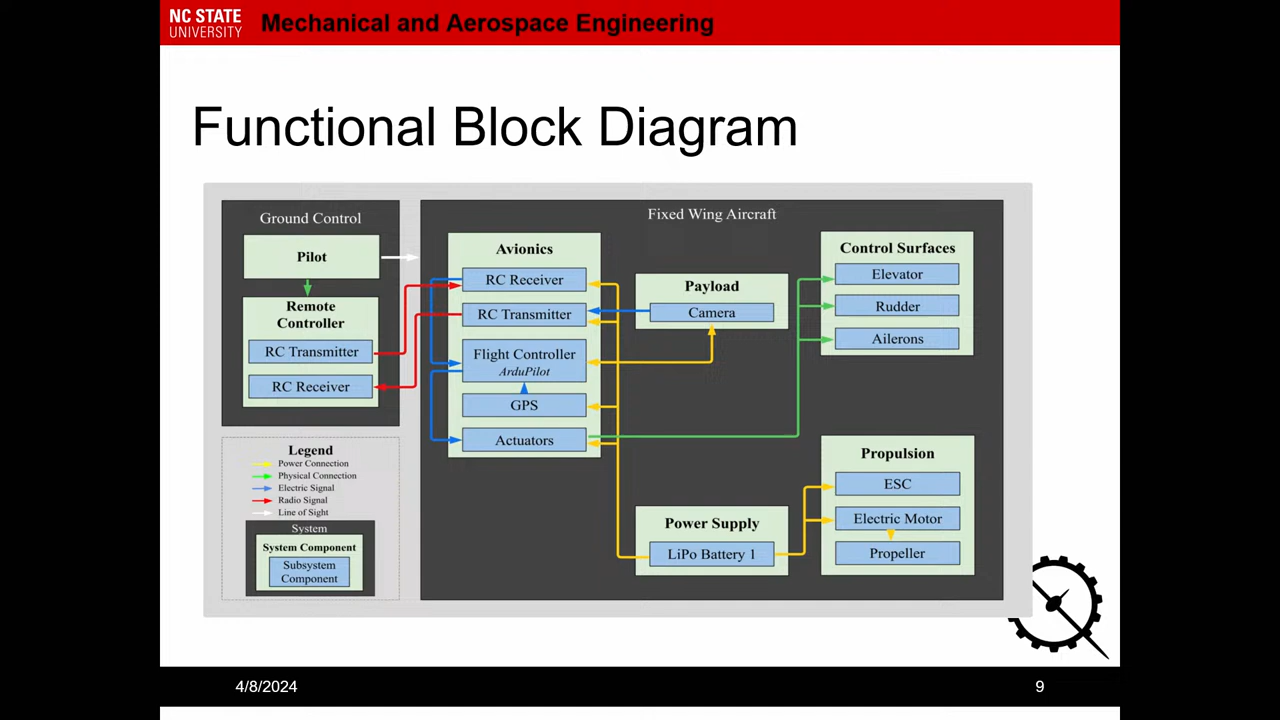 NC STATE
UNIVERSITY
Mechanical and Aerospace Engineering
Functional Block Diagram
Ground Control
Pilot
Remote
Controller
RC Transmitter
RC Receiver
Legend
Power Connection
Physical Connection
Electric Signal
Radio Signal
Line of Sight
System
System Component
Subsystem
Component
Fixed Wing Aircraft
Avionics
RC Receiver
RC Transmitter
Flight Controller
ArduPilot
GPS
Actuators
Payload
Camera
Power Supply
LiPo Battery 1
Control Surfaces
Elevator
Rudder
Ailerons
Propulsion
ESC
Electric Motor
Propeller
4/8/2024
9